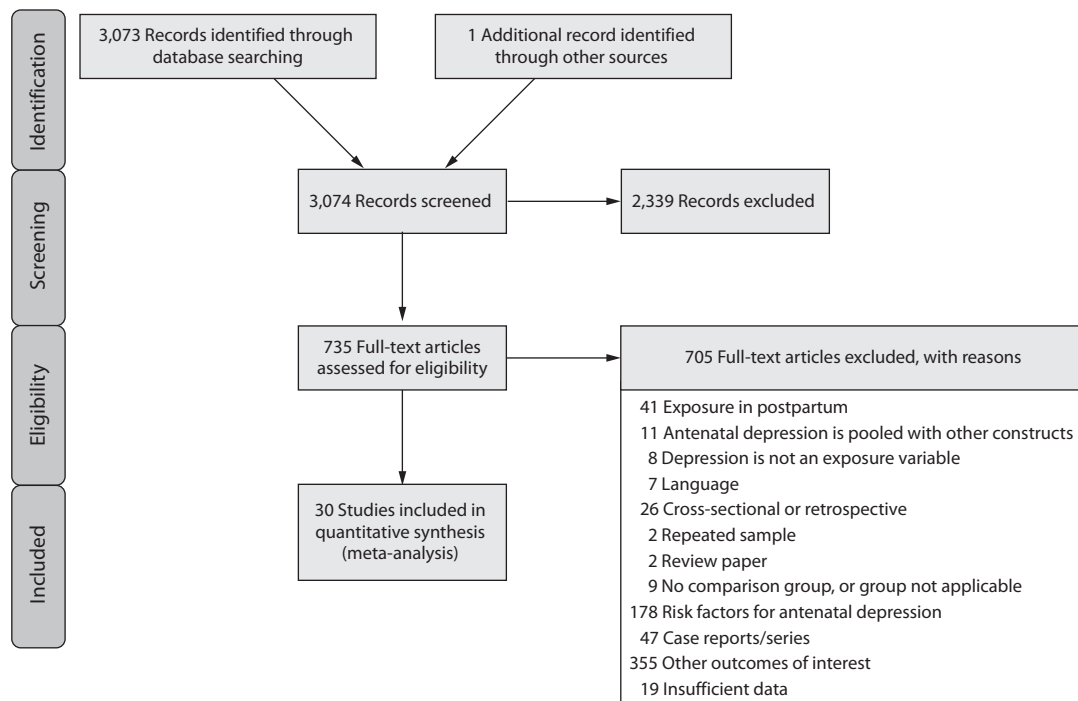 Identification
3,073 Records identified through
database searching
1 Additional record identified
through other sources
Screening
3,074 Records screened
2,339 Records excluded
Eligibility
735 Full-text articles
assessed for eligibility
705 Full-text articles excluded, with reasons
41 Exposure in postpartum
11 Antenatal depression is pooled with other constructs
8 Depression is not an exposure variable
7 Language
26 Cross-sectional or retrospective
2 Repeated sample
2 Review paper
9 No comparison group, or group not applicable
178 Risk factors for antenatal depression
47 Case reports/series
355 Other outcomes of interest
19 Insufficient data
Included
30 Studies included in
quantitative synthesis
(meta-analysis)